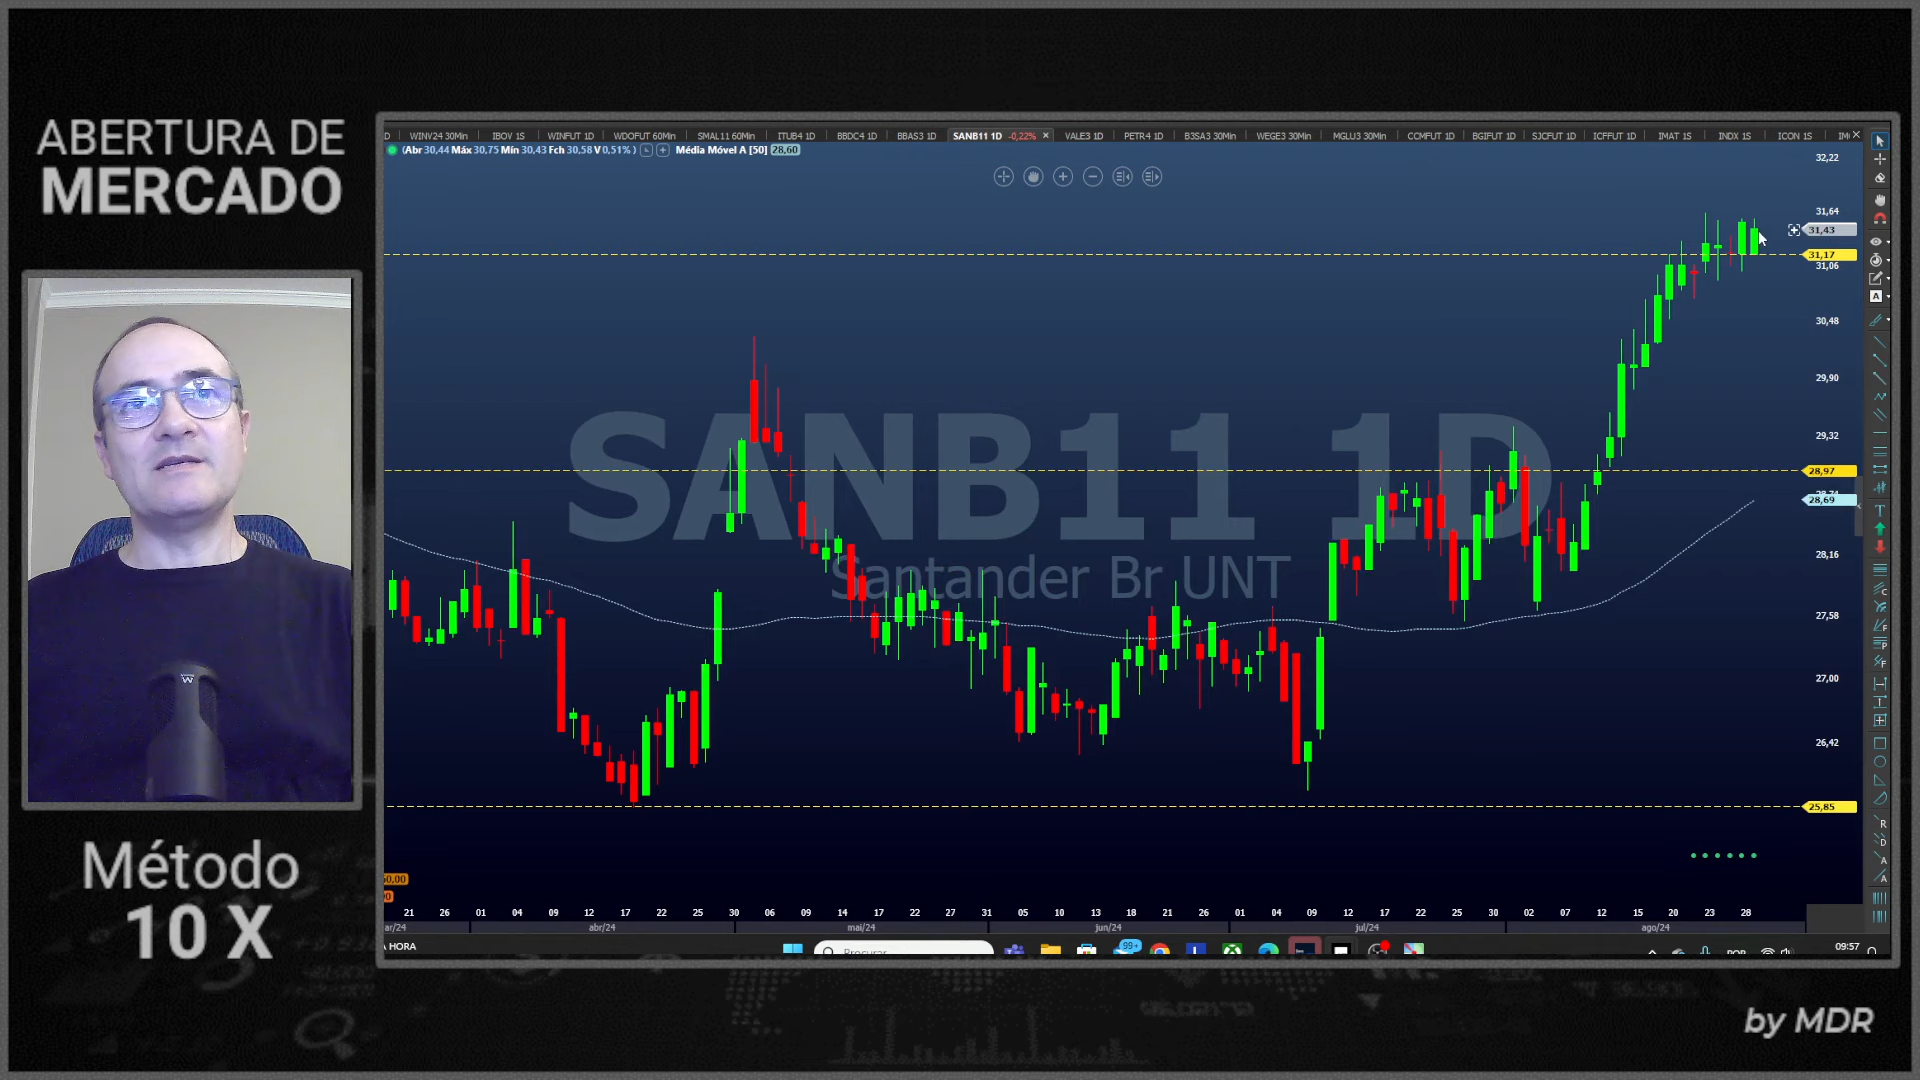 ABERTURA DE
MERCADO
Método
10 X
by MDR
D WINV24 30Min IBOV 1S WINFUT 1D WDOFUT 60Min SMAL11 60Min ITUB4 1D BBDC4 1D BBAS3 1D SANB11 1D -0,22% × VALE3 1D PETR4 1D B3SA3 30Min WEGE3 30Min MGLU3 30Min CCMFUT 1D BGIFUT 1D SJCFUT 1D ICFFUT 1D IMAT 1S INDX 1S ICON 1S
(Abr 30,44 Máx 30,75 Mín 30,43 Fch 30,58 V 0,51% ) Média Móvel A [50] 28,60
SANB11 1D
Santander Br UNT
32,22
31,64
31,43
31,17
31,06
30,48
29,90
29,32
28,97
28,69
28,16
27,58
27,00
26,42
25,85
21 26 01 04 09 12 17 22 25 30 06 09 14 17 22 27 31 05 10 13 18 21 26 01 04 09 12 17 22 25 30 02 07 12 15 20 23 28
ar/24 abr/24 mai/24 jun/24 jul/24 ago/24
A HORA
Procurar
99+
POR
09:57